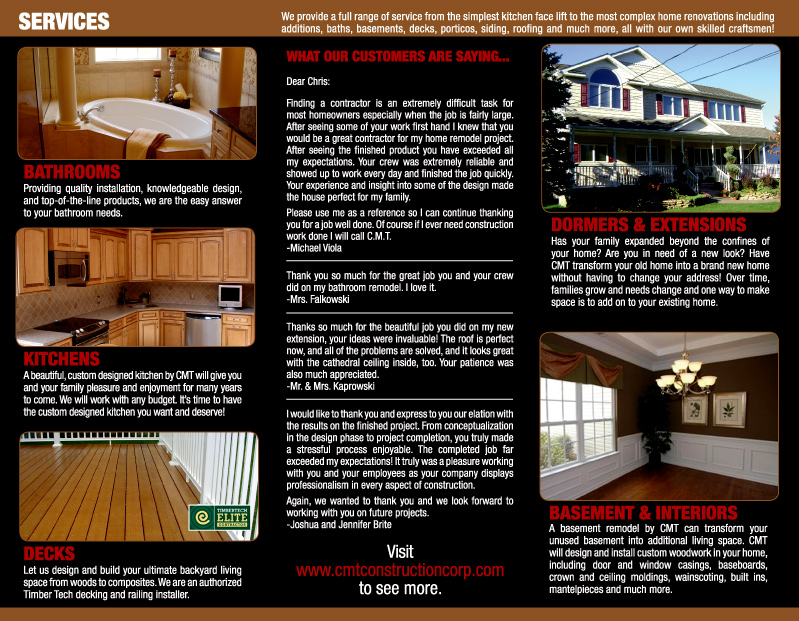 SERVICES
We provide a full range of service from the simplest kitchen face lift to the most complex home renovations including
additions, baths, basements, decks, porticos, siding, roofing and much more, all with our own skilled craftsmen!
BATHROOMS
Providing quality installation, knowledgeable design,
and top-of-the-line products, we are the easy answer
to your bathroom needs.
KITCHENS
A beautiful, custom designed kitchen by CMT will give you
and your family pleasure and enjoyment for many years
to come. We will work with any budget. It's time to have
the custom designed kitchen you want and deserve!
TIMBERTECH
ELITE
CONTRACTOR
DECKS
Let us design and build your ultimate backyard living
space from woods to composites. We are an authorized
Timber Tech decking and railing installer.
WHAT OUR CUSTOMERS ARE SAYING...
Dear Chris:
Finding a contractor is an extremely difficult task for
most homeowners especially when the job is fairly large.
After seeing some of your work first hand I knew that you
would be a great contractor for my home remodel project.
After seeing the finished product you have exceeded all
my expectations. Your crew was extremely reliable and
showed up to work every day and finished the job quickly.
Your experience and insight into some of the design made
the house perfect for my family.
Please use me as a reference so I can continue thanking
you for a job well done. Of course if I ever need construction
work done I will call C.M.T.
-Michael Viola
Thank you so much for the great job you and your crew
did on my bathroom remodel. I love it.
-Mrs. Falkowski
Thanks so much for the beautiful job you did on my new
extension, your ideas were invaluable! The roof is perfect
now, and all of the problems are solved, and it looks great
with the cathedral ceiling inside, too. Your patience was
also much appreciated.
-Mr. & Mrs. Kaprowski
I would like to thank you and express to you our elation with
the results on the finished project. From conceptualization
in the design phase to project completion, you truly made
a stressful process enjoyable. The completed job far
exceeded my expectations! It truly was a pleasure working
with you and your employees as your company displays
professionalism in every aspect of construction.
Again, we wanted to thank you and we look forward to
working with you on future projects.
-Joshua and Jennifer Brite
Visit
www.cmtconstructioncorp.com
to see more.
DORMERS & EXTENSIONS
Has your family expanded beyond the confines of
your home? Are you in need of a new look? Have
CMT transform your old home into a brand new home
without having to change your address! Over time,
families grow and needs change and one way to make
space is to add on to your existing home.
BASEMENT & INTERIORS
A basement remodel by CMT can transform your
unused basement into additional living space. CMT
will design and install custom woodwork in your home,
including door and window casings, baseboards,
crown and ceiling moldings, wainscoting, built ins,
mantelpieces and much more.